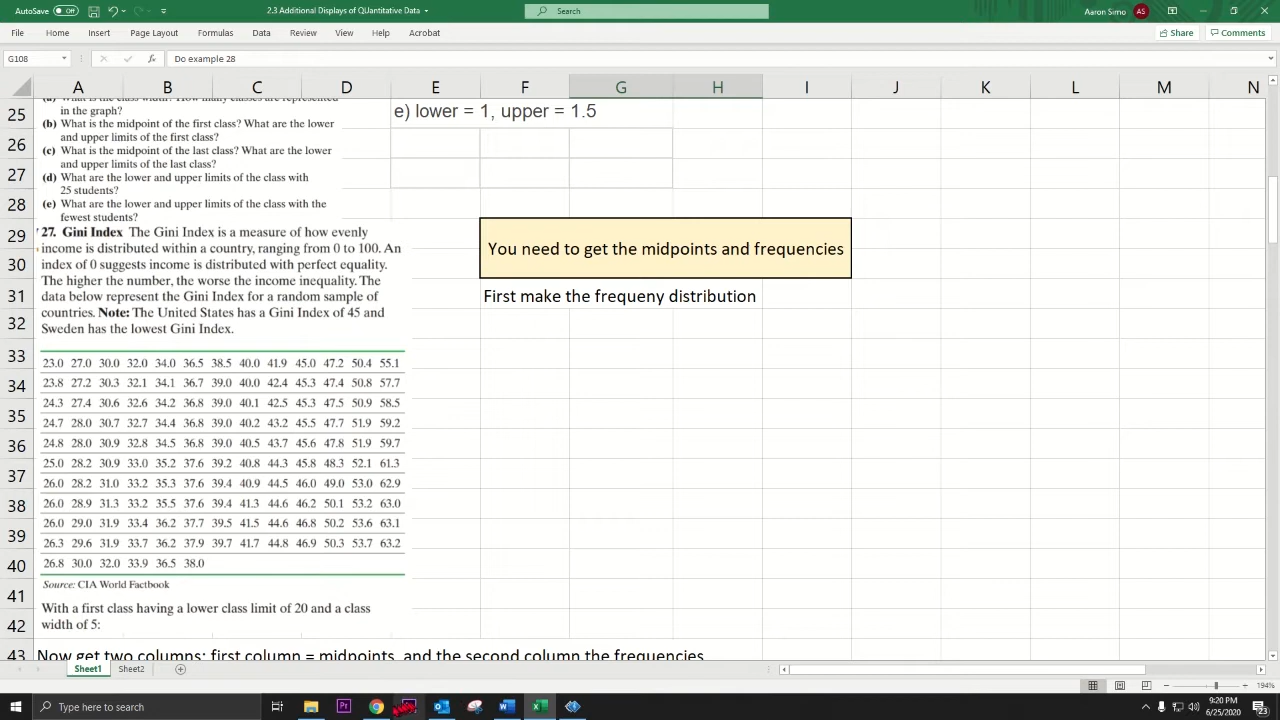 AutoSave Off
2.3 Additional Displays of QUantitative Data
Search
Aaron Simo AS
File Home Insert Page Layout Formulas Data Review View Help Acrobat
Share Comments
G108 fx Do example 28
A B C D E F G H I J K L M N
25
26
27
28
29
30
31
32
33
34
35
36
37
38
39
40
41
42
43
in the graph?
(b) What is the midpoint of the first class? What are the lower
and upper limits of the first class?
(c) What is the midpoint of the last class? What are the lower
and upper limits of the last class?
(d) What are the lower and upper limits of the class with
25 students?
(e) What are the lower and upper limits of the class with the
fewest students?
27. Gini Index The Gini Index is a measure of how evenly
income is distributed within a country, ranging from 0 to 100. An
index of 0 suggests income is distributed with perfect equality.
The higher the number, the worse the income inequality. The
data below represent the Gini Index for a random sample of
countries. Note: The United States has a Gini Index of 45 and
Sweden has the lowest Gini Index.
23.0 27.0 30.0 32.0 34.0 36.5 38.5 40.0 41.9 45.0 47.2 50.4 55.1
23.8 27.2 30.3 32.1 34.1 36.7 39.0 40.0 42.4 45.3 47.4 50.8 57.7
24.3 27.4 30.6 32.6 34.2 36.8 39.0 40.1 42.5 45.3 47.5 50.9 58.5
24.7 28.0 30.7 32.7 34.4 36.8 39.0 40.2 43.2 45.5 47.7 51.9 59.2
24.8 28.0 30.9 32.8 34.5 36.8 39.0 40.5 43.7 45.6 47.8 51.9 59.7
25.0 28.2 30.9 33.0 35.2 37.6 39.2 40.8 44.3 45.8 48.3 52.1 61.3
26.0 28.2 31.0 33.2 35.3 37.6 39.4 40.9 44.5 46.0 49.0 53.0 62.9
26.0 28.9 31.3 33.2 35.5 37.6 39.4 41.3 44.6 46.2 50.1 53.2 63.0
26.0 29.0 31.9 33.4 36.2 37.7 39.5 41.5 44.6 46.8 50.2 53.6 63.1
26.3 29.6 31.9 33.7 36.2 37.9 39.7 41.7 44.8 46.9 50.3 53.7 63.2
26.8 30.0 32.0 33.9 36.5 38.0
Source: CIA World Factbook
With a first class having a lower class limit of 20 and a class
width of 5:
Now get two columns: first column = midpoints, and the second column the frequencies
e) lower = 1, upper = 1.5
You need to get the midpoints and frequencies
First make the frequeny distribution
Sheet1 Sheet2
194%
Type here to search
9:20 PM
6/25/2020